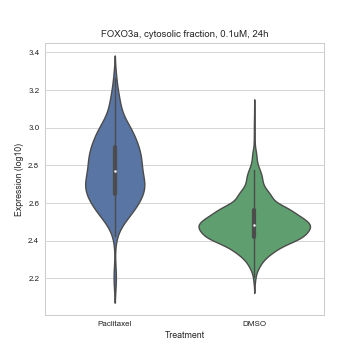 FOXO3a, cytosolic fraction, 0.1uM, 24h
3.4
3.2
3.0
2.8
2.6
2.4
2.2
Expression (log10)
Paclitaxel DMSO
Treatment